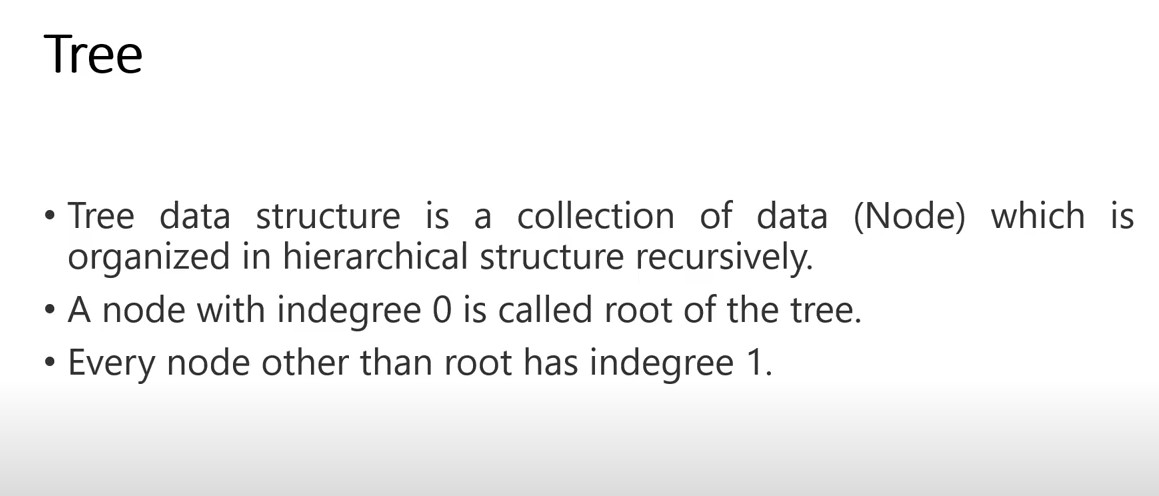 Tree
• Tree data structure is a collection of data (Node) which is
organized in hierarchical structure recursively.
• A node with indegree 0 is called root of the tree.
• Every node other than root has indegree 1.